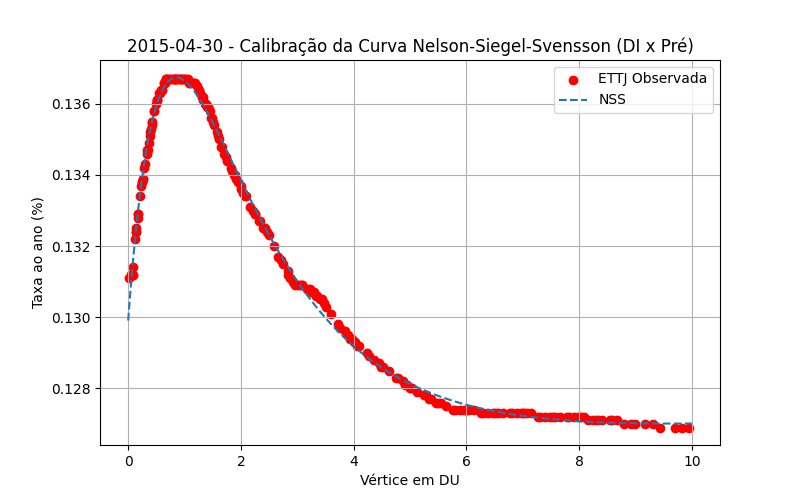 2015-04-30 - Calibração da Curva Nelson-Siegel-Svensson (DI x Pré)
ETTJ Observada
NSS
Taxa ao ano (%)
0.136
0.134
0.132
0.130
0.128
0 2 4 6 8 10
Vértice em DU